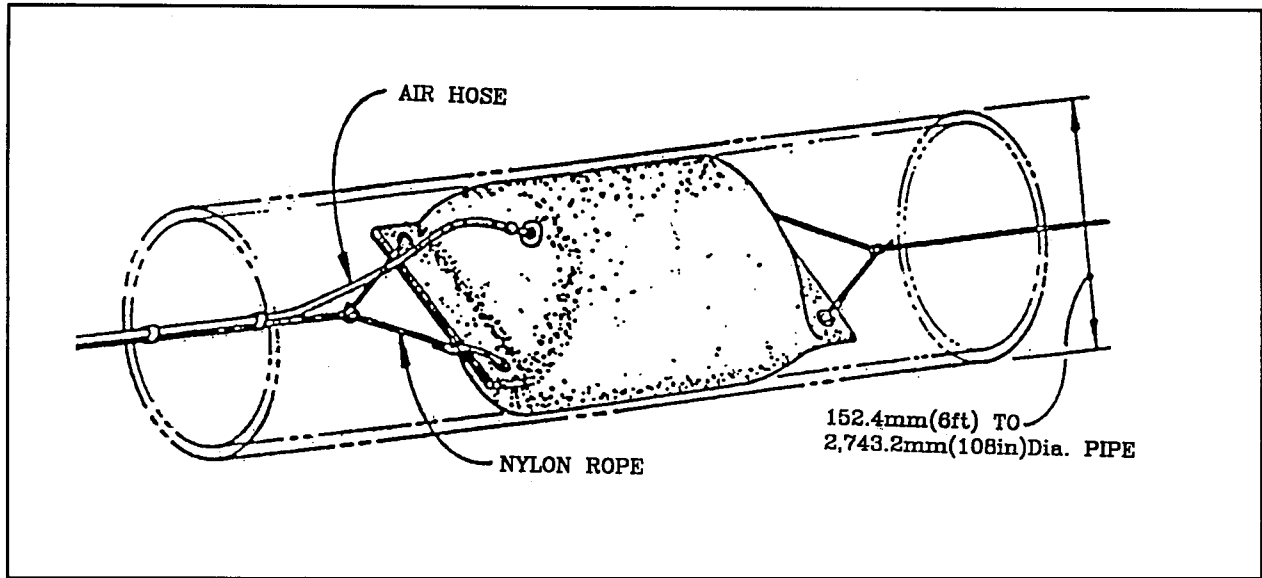 AIR HOSE
152.4mm(6ft) TO
2,743.2mm(108in)Dia. PIPE
NYLON ROPE